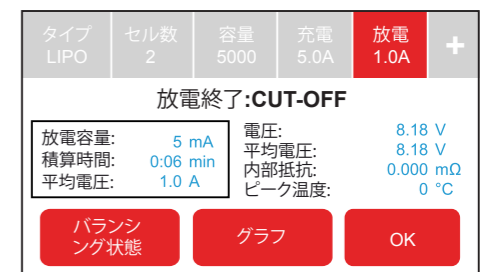 タイプ セル数 容量 充電 放電 +
LIPO 2 5000 5.0A 1.0A
放電終了:CUT-OFF
放電容量: 5 mA
積算時間: 0:06 min
平均電圧: 1.0 A
電圧: 8.18 V
平均電圧: 8.18 V
内部抵抗: 0.000 mΩ
ピーク温度: 0 °C
バランシ
ング状態
グラフ
OK